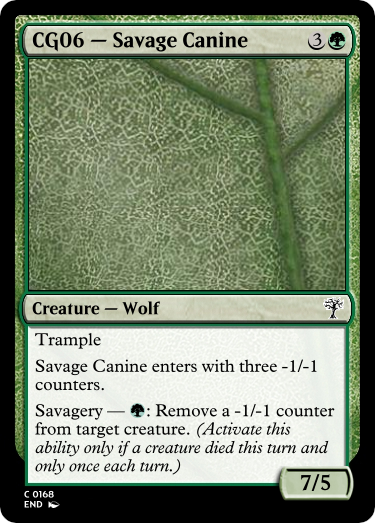 CG06 — Savage Canine 3
Creature — Wolf
Trample
Savage Canine enters with three -1/-1
counters.
Savagery — : Remove a -1/-1 counter
from target creature. (Activate this
ability only if a creature died this turn and
only once each turn.)
7/5
C 0168
END